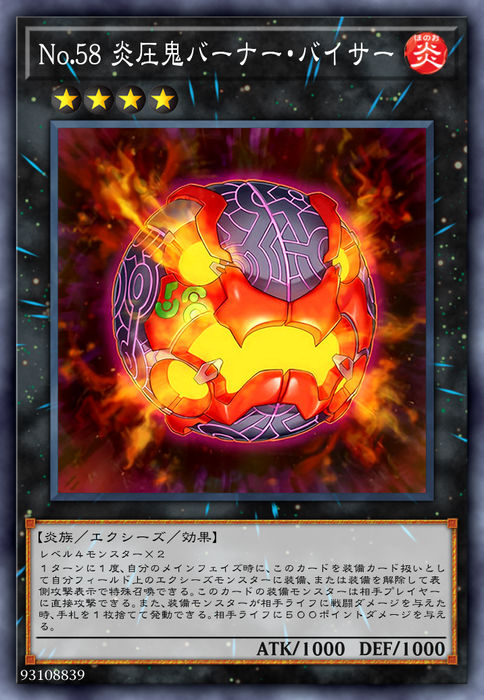 No.58 炎圧鬼バーナー・バイサー
ほのお
炎
58
【炎族／エクシーズ／効果】
レベル４モンスター×２
１ターンに１度、自分のメインフェイズ時に、このカードを装備カード扱いとし
て自分フィールド上のエクシーズモンスターに装備、または装備を解除して表
側攻撃表示で特殊召喚できる。このカードの装備モンスターは相手プレイヤー
に直接攻撃できる。また、装備モンスターが相手ライフに戦闘ダメージを与えた
時、手札を１枚捨てて発動できる。相手ライフに５００ポイントダメージを与え
る。
ATK/1000 DEF/1000
93108839